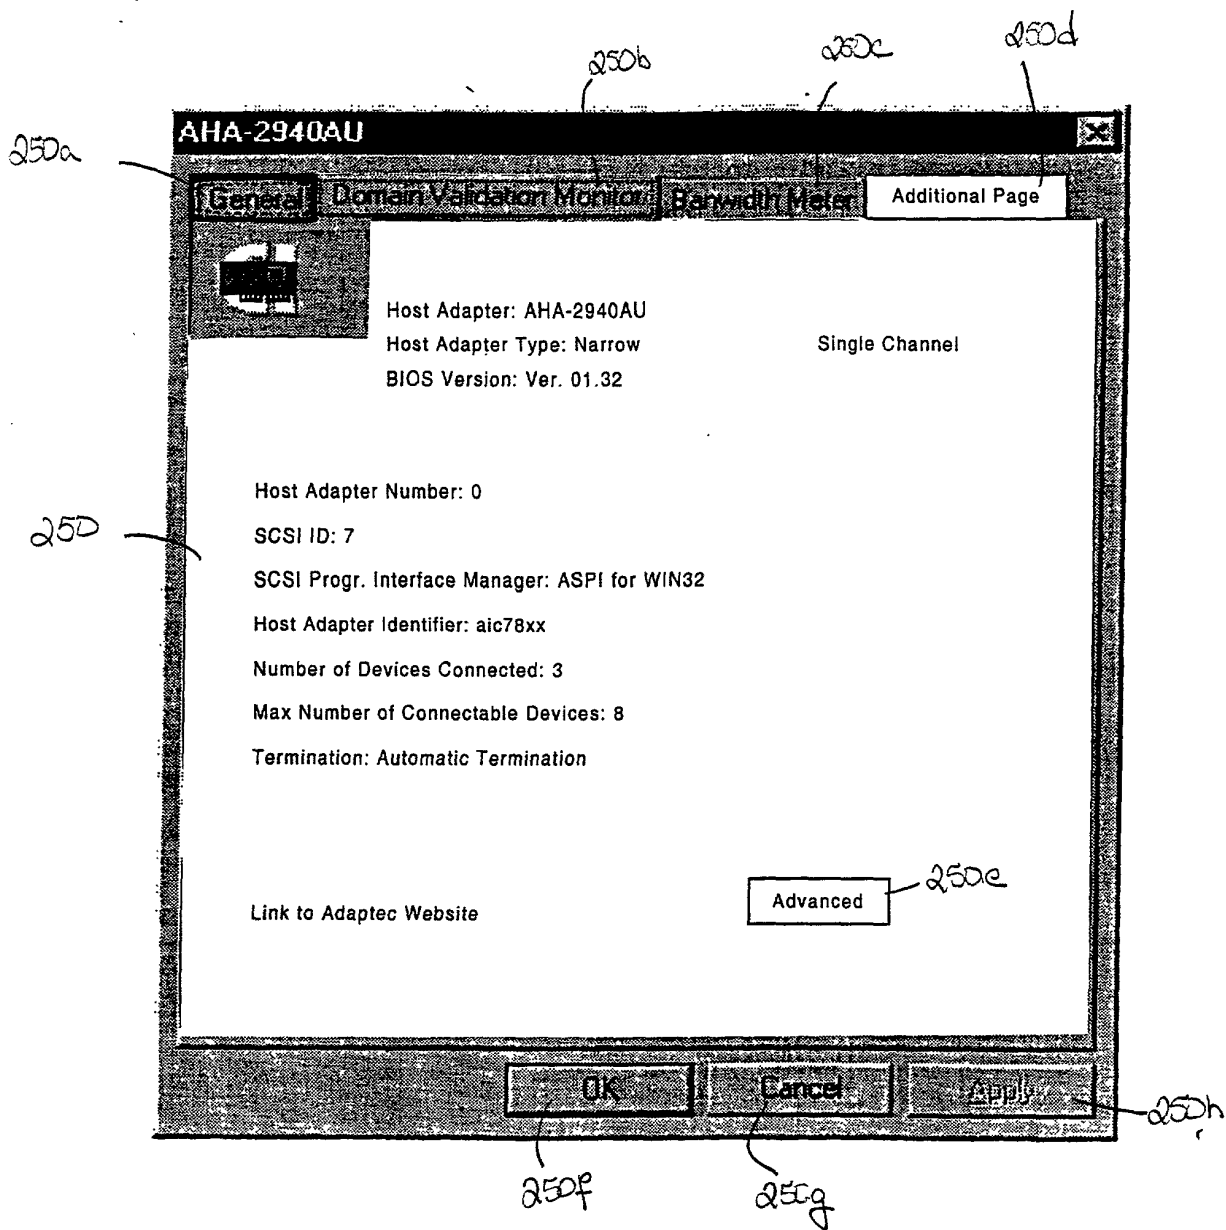 250b 250c 250d
AHA-2940AU
250a
General Domain Validation Monitor Banwidth Meter Additional Page
Host Adapter: AHA-2940AU
Host Adapter Type: Narrow Single Channel
BIOS Version: Ver. 01.32
Host Adapter Number: 0
250
SCSI ID: 7
SCSI Progr. Interface Manager: ASPI for WIN32
Host Adapter Identifier: aic78xx
Number of Devices Connected: 3
Max Number of Connectable Devices: 8
Termination: Automatic Termination
250e
Link to Adaptec Website Advanced
OK Cancel Apply
250h
250f 250g